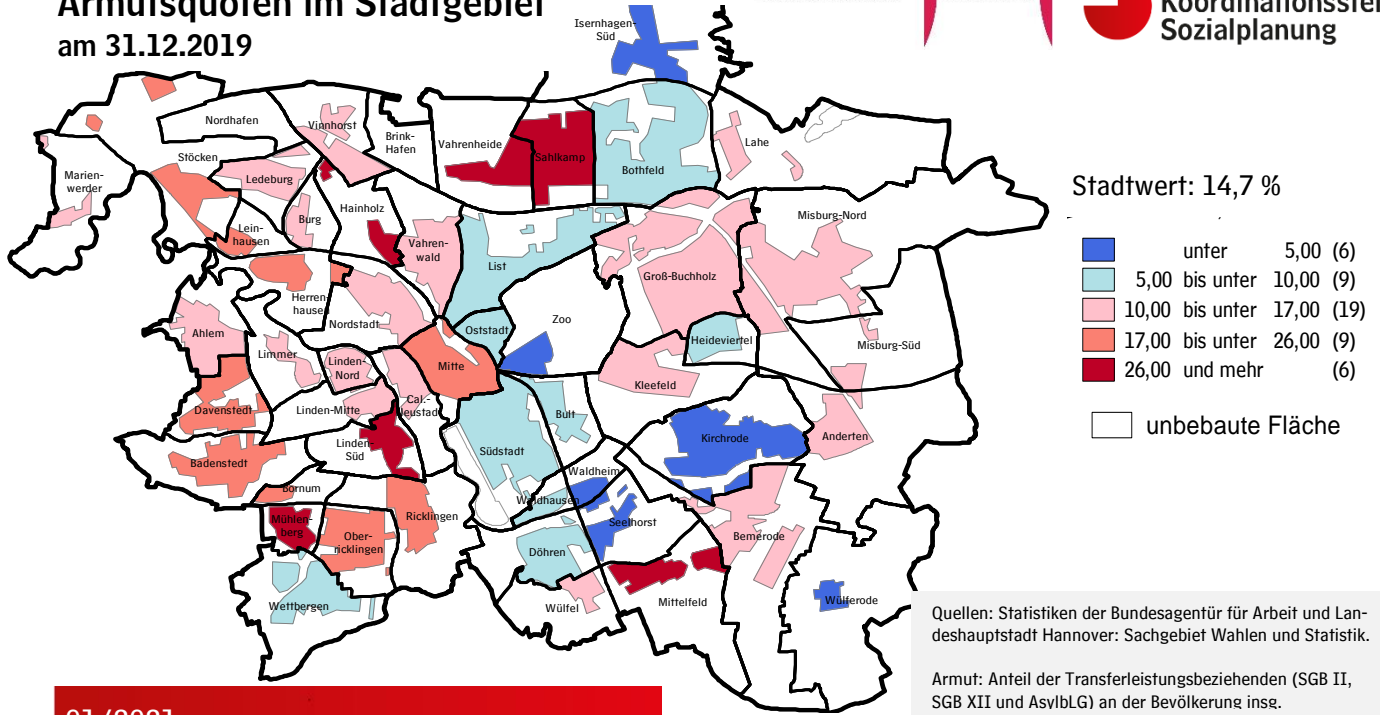 Armutsquoten im Stadtgebiet
am 31.12.2019
Sozialplanung
Isernhagen-
Süd
Nordhafen
Vinnhorst
Brink-
Hafen
Vahrenheide
Sahlkamp
Bothfeld
Lahe
Stöcken
Marien-
werder
Ledeburg
Burg
Hainholz
Lein-
hausen
Vahren-
wald
List
Misburg-Nord
Groß-Buchholz
Herren-
hausen
Nordstadt
Oststadt
Zoo
Heideviertel
Misburg-Süd
Ahlem
Limmer
Linden-
Nord
Mitte
Kleefeld
Davenstedt
Linden-Mitte
Cal.-
Neustadt
Bult
Kirchrode
Anderten
Badenstedt
Linden-
Süd
Südstadt
Waldheim
Bornum
Waldhausen
Mühlen-
berg
Ober-
ricklingen
Ricklingen
Seelhorst
Döhren
Bemerode
Wettbergen
Wülfel
Mittelfeld
Wülferode
Stadtwert: 14,7 %
unter 5,00 (6)
5,00 bis unter 10,00 (9)
10,00 bis unter 17,00 (19)
17,00 bis unter 26,00 (9)
26,00 und mehr (6)
unbebaute Fläche
Quellen: Statistiken der Bundesagentür für Arbeit und Lan-
deshauptstadt Hannover: Sachgebiet Wahlen und Statistik.
Armut: Anteil der Transferleistungsbeziehenden (SGB II,
SGB XII und AsylbLG) an der Bevölkerung insg.
01/2021